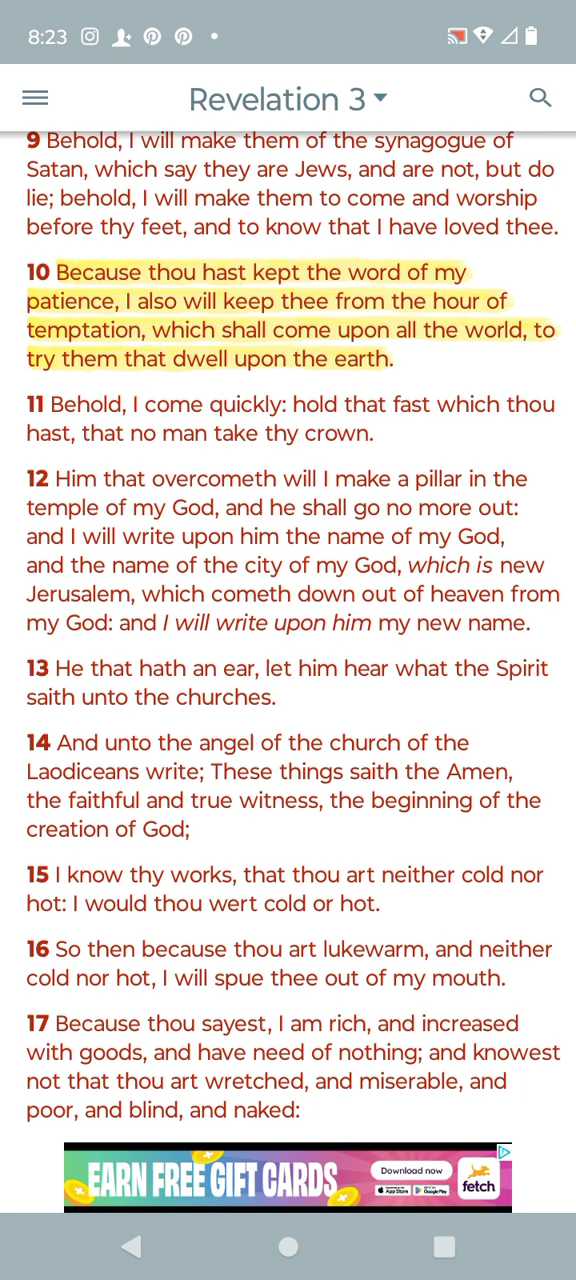 8:23
Revelation 3
9 Behold, I will make them of the synagogue of
Satan, which say they are Jews, and are not, but do
lie; behold, I will make them to come and worship
before thy feet, and to know that I have loved thee.
10 Because thou hast kept the word of my
patience, I also will keep thee from the hour of
temptation, which shall come upon all the world, to
try them that dwell upon the earth.
11 Behold, I come quickly: hold that fast which thou
hast, that no man take thy crown.
12 Him that overcometh will I make a pillar in the
temple of my God, and he shall go no more out:
and I will write upon him the name of my God,
and the name of the city of my God, which is new
Jerusalem, which cometh down out of heaven from
my God: and I will write upon him my new name.
13 He that hath an ear, let him hear what the Spirit
saith unto the churches.
14 And unto the angel of the church of the
Laodiceans write; These things saith the Amen,
the faithful and true witness, the beginning of the
creation of God;
15 I know thy works, that thou art neither cold nor
hot: I would thou wert cold or hot.
16 So then because thou art lukewarm, and neither
cold nor hot, I will spue thee out of my mouth.
17 Because thou sayest, I am rich, and increased
with goods, and have need of nothing; and knowest
not that thou art wretched, and miserable, and
poor, and blind, and naked:
EARN FREE GIFT CARDS
Download now
App Store
Google Play
fetch